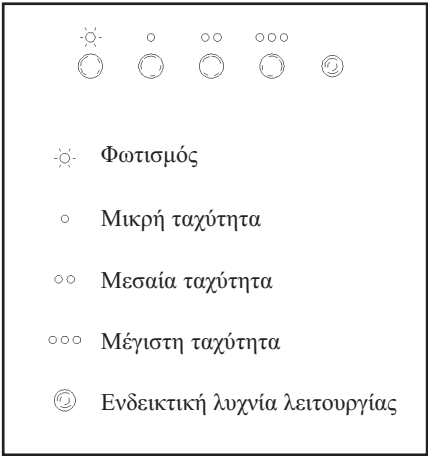 Φωτισμός
Μικρή ταχύτητα
Μεσαία ταχύτητα
Μέγιστη ταχύτητα
Ενδεικτική λυχνία λειτουργίας